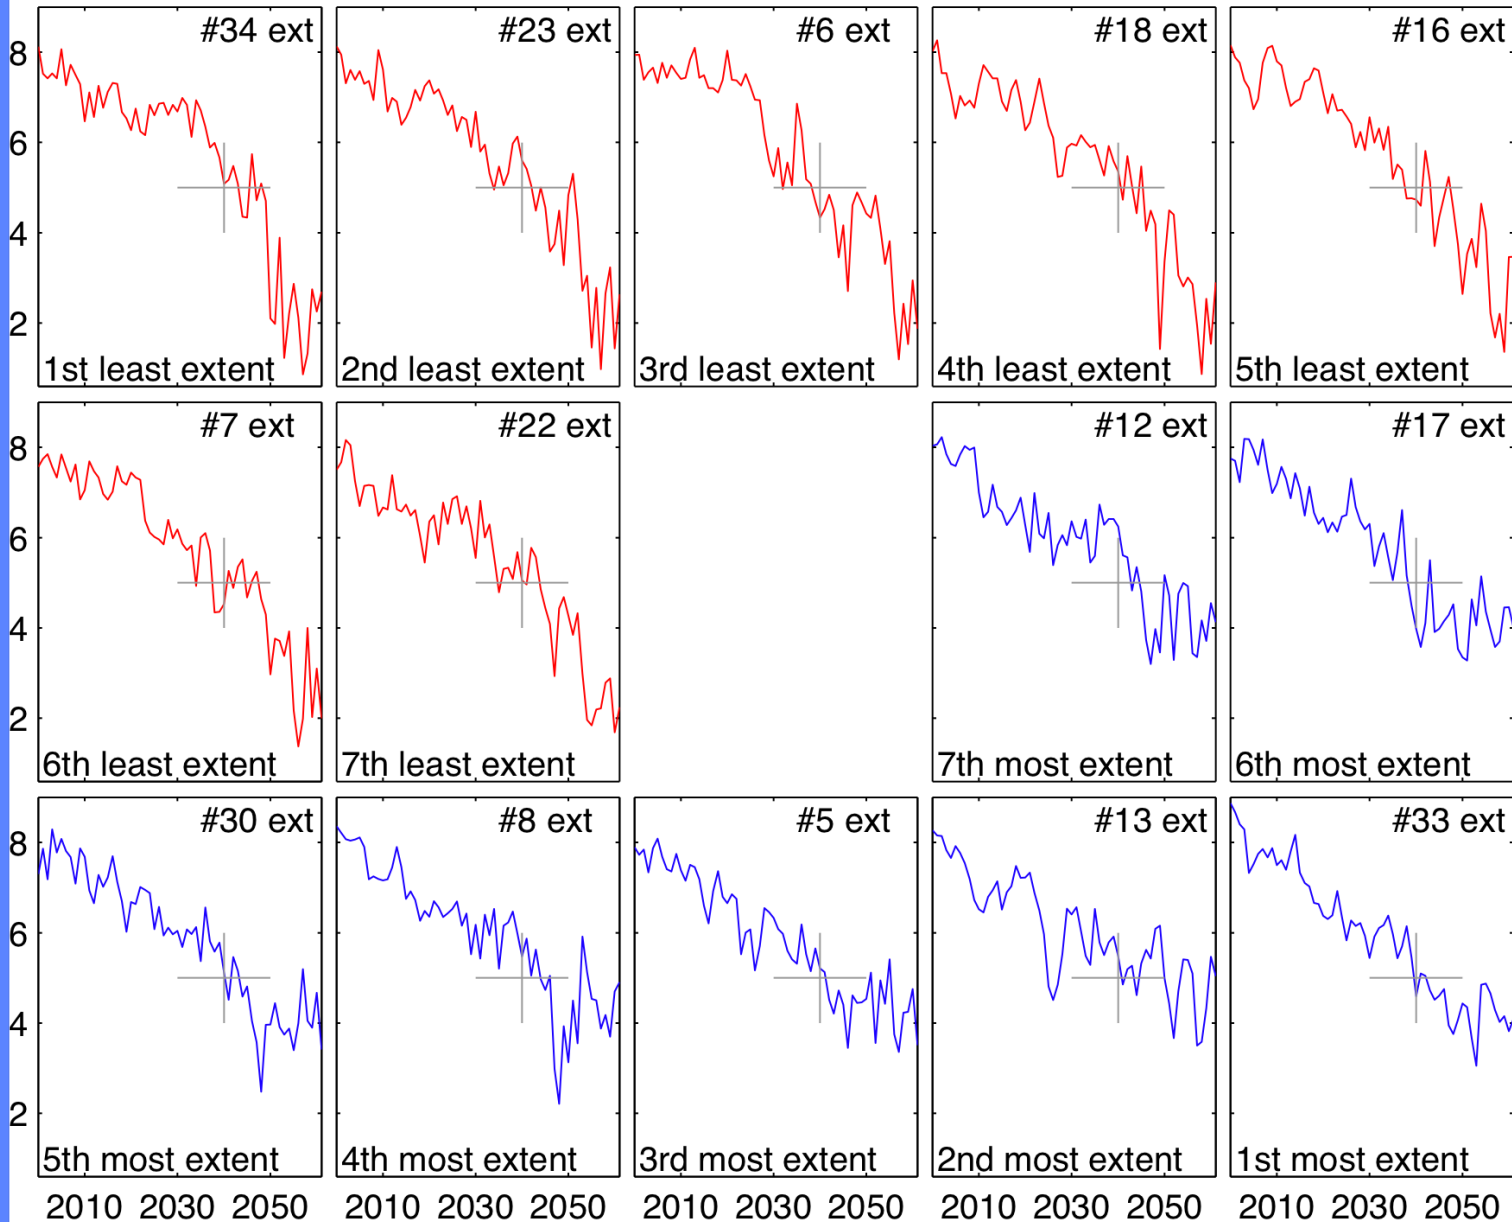 #34 ext
#23 ext
#6 ext
#18 ext
#16 ext
8
6
4
2
1st least extent
2nd least extent
3rd least extent
4th least extent
5th least extent
#7 ext
#22 ext
#12 ext
#17 ext
8
6
4
2
6th least extent
7th least extent
7th most extent
6th most extent
#30 ext
#8 ext
#5 ext
#13 ext
#33 ext
8
6
4
2
5th most extent
4th most extent
3rd most extent
2nd most extent
1st most extent
2010 2030 2050
2010 2030 2050
2010 2030 2050
2010 2030 2050
2010 2030 2050